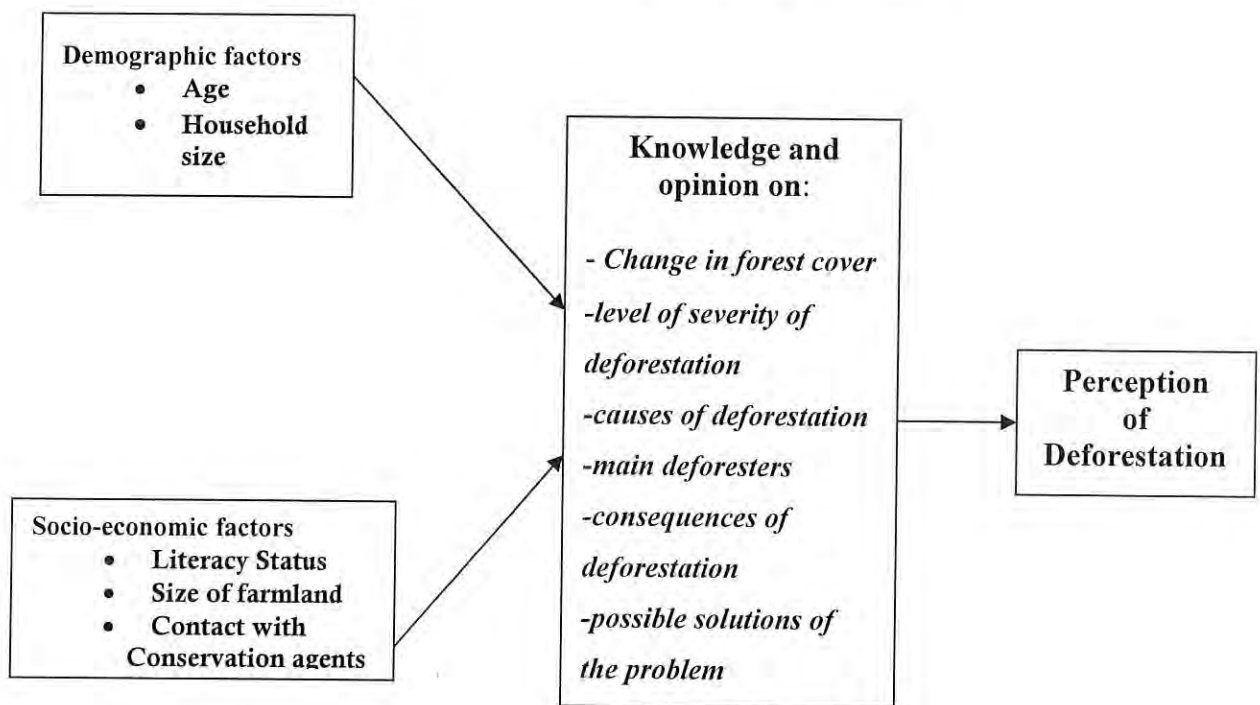 Demographic factors
• Age
• Household
size
Socio-economic factors
• Literacy Status
• Size of farmland
• Contact with
Conservation agents
Knowledge and
opinion on:
- Change in forest cover
-level of severity of
deforestation
-causes of deforestation
-main deforesters
-consequences of
deforestation
-possible solutions of
the problem
Perception
of
Deforestation